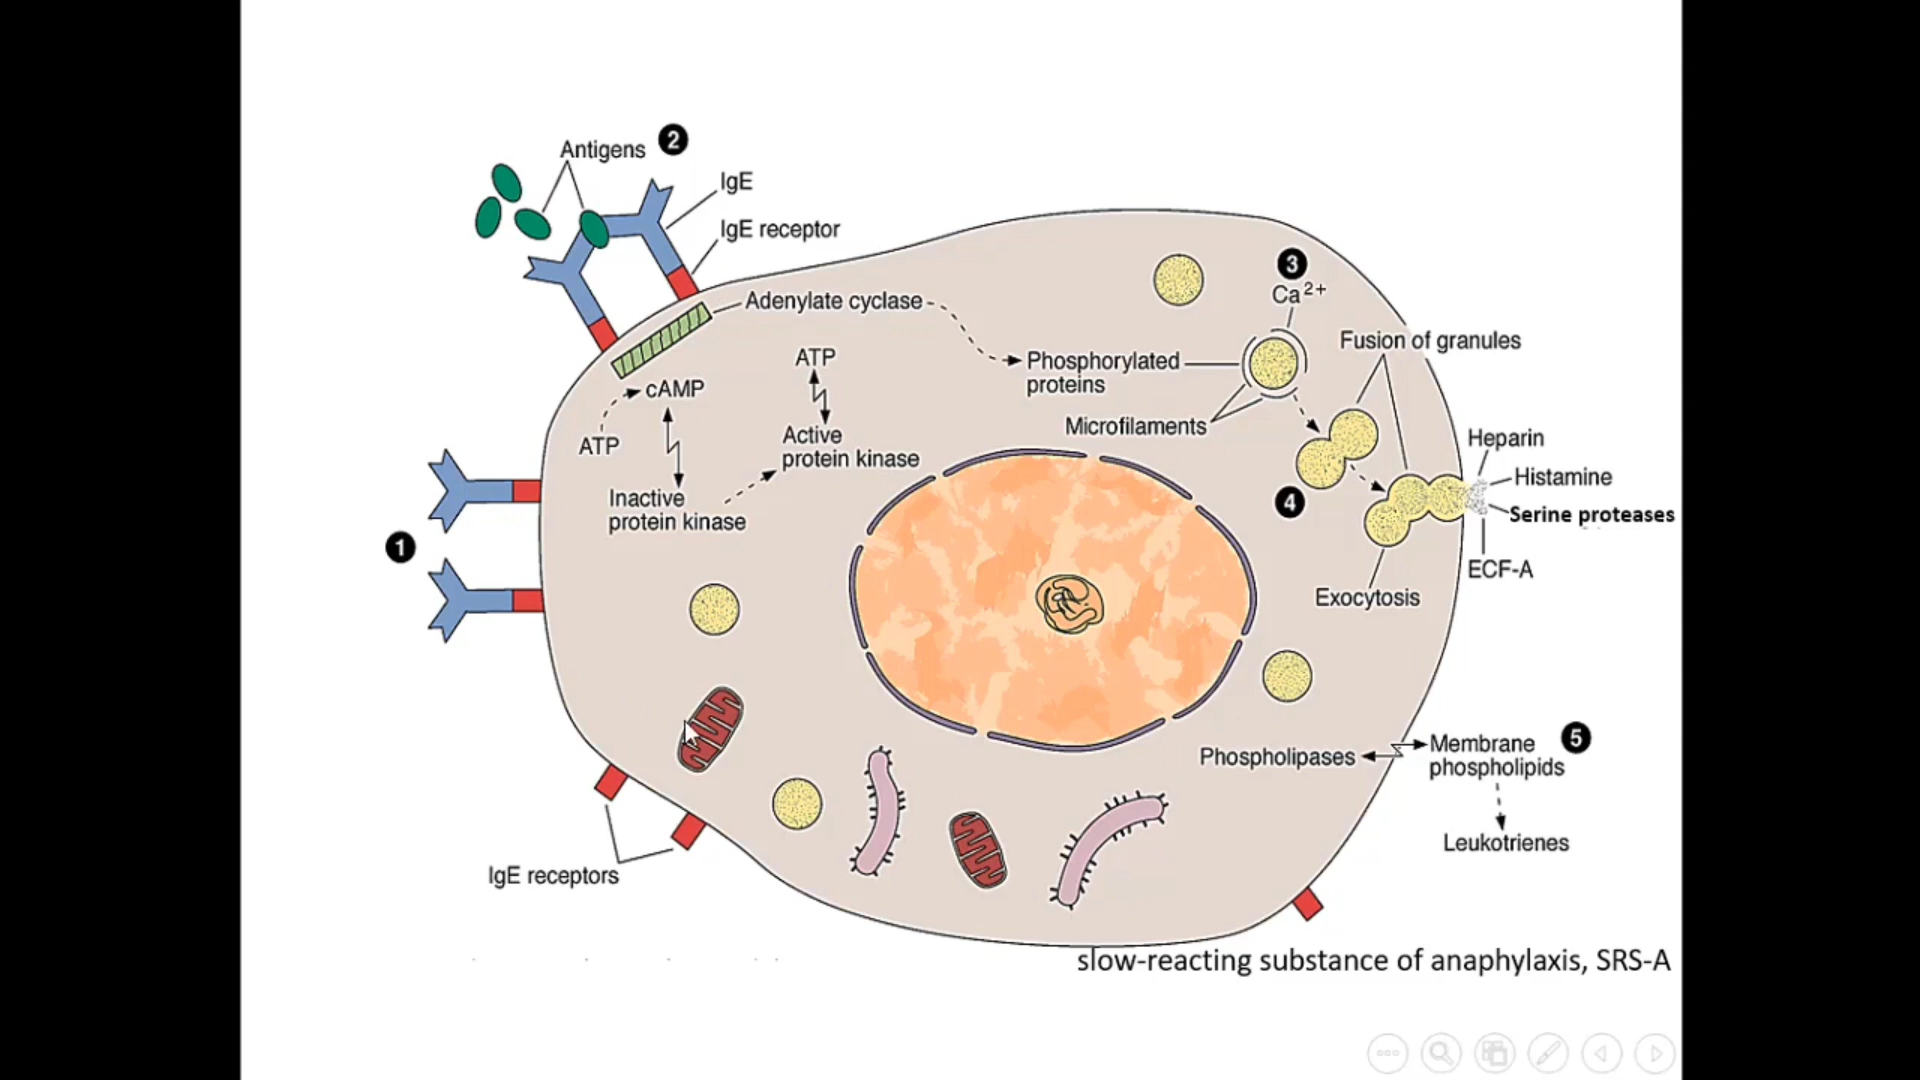 Antigens
2
IgE
IgE receptor
Adenylate cyclase
3
Ca2+
Fusion of granules
ATP
Phosphorylated
proteins
cAMP
Microfilaments
ATP
Active
protein kinase
Heparin
Histamine
Inactive
protein kinase
4
Serine proteases
1
ECF-A
Exocytosis
Phospholipases
Membrane
phospholipids
5
Leukotrienes
IgE receptors
slow-reacting substance of anaphylaxis, SRS-A